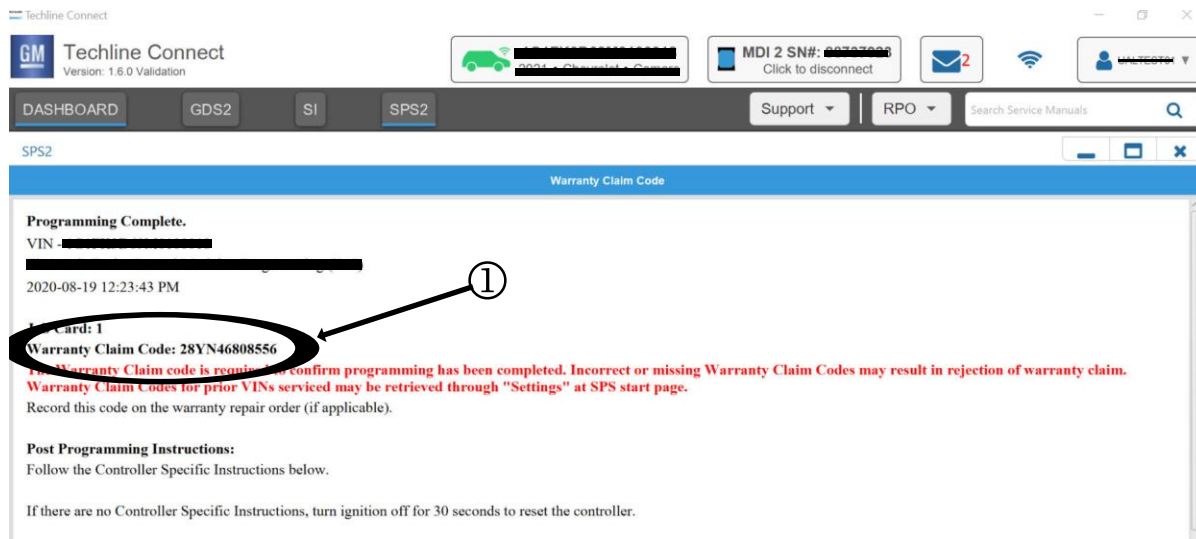 Techline Connect
GM
Techline Connect
Version: 1.6.0 Validation
2021 • Chevrolet • Camaro
MDI 2 SN#:
Click to disconnect
2
DASHBOARD
GDS2
SI
SPS2
Support
RPO
Search Service Manuals
SPS2
Warranty Claim Code
Programming Complete.
VIN -
2020-08-19 12:23:43 PM
①
Card: 1
Warranty Claim Code: 28YN46808556
The Warranty Claim code is required to confirm programming has been completed. Incorrect or missing Warranty Claim Codes may result in rejection of warranty claim.
Warranty Claim Codes for prior VINs serviced may be retrieved through "Settings" at SPS start page.
Record this code on the warranty repair order (if applicable).
Post Programming Instructions:
Follow the Controller Specific Instructions below.
If there are no Controller Specific Instructions, turn ignition off for 30 seconds to reset the controller.